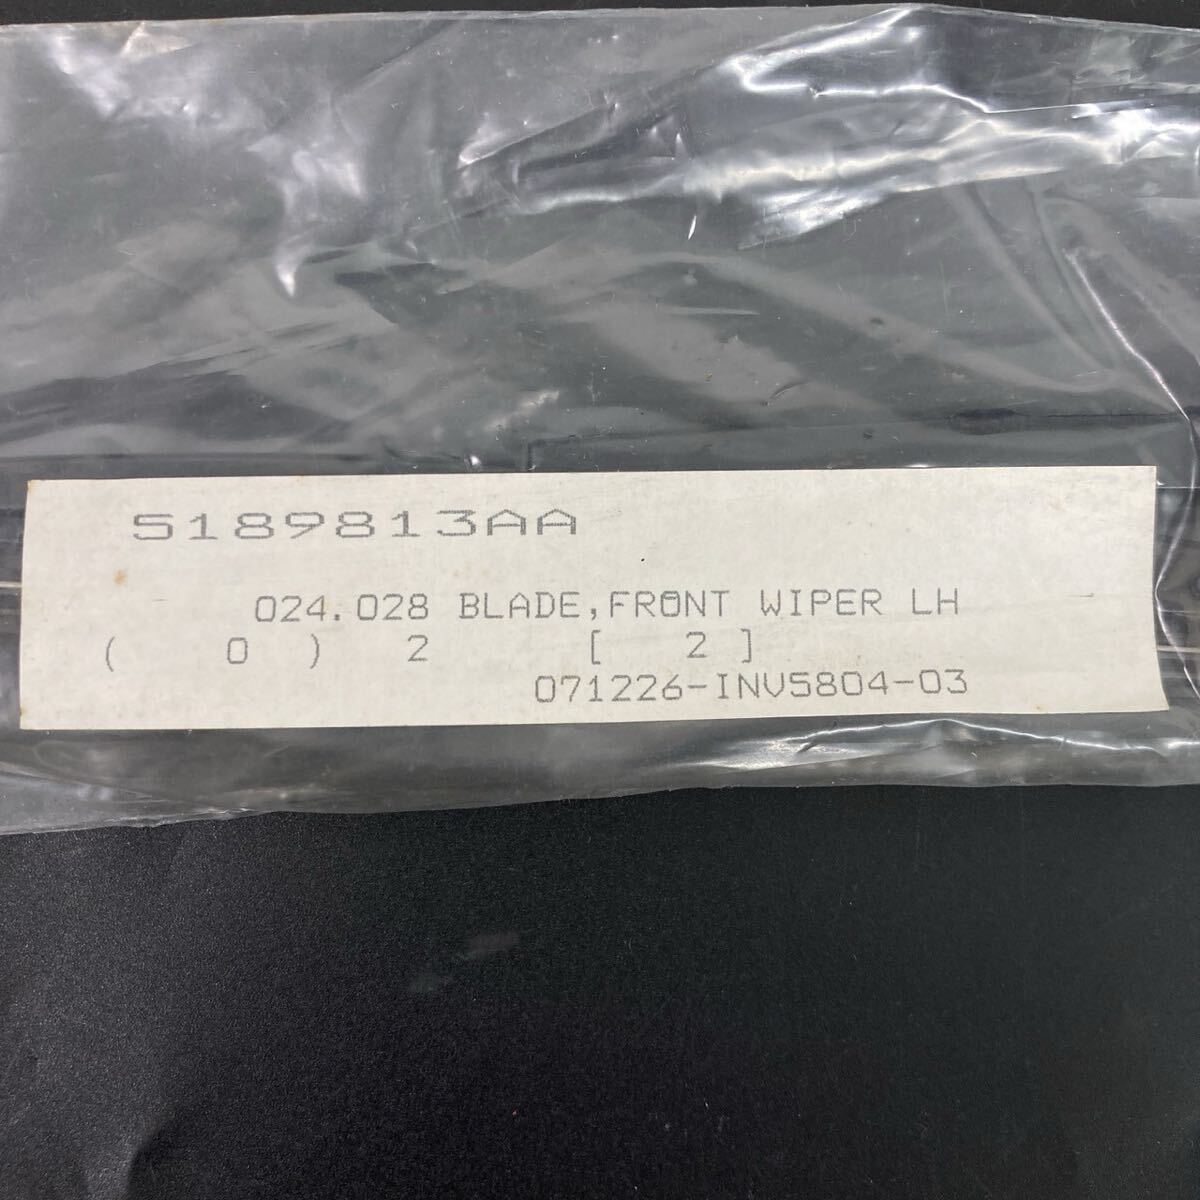 5189813AA
024.028 BLADE,FRONT WIPER LH
( 0 ) 2 [ 2 ]
071226-INV5804-03